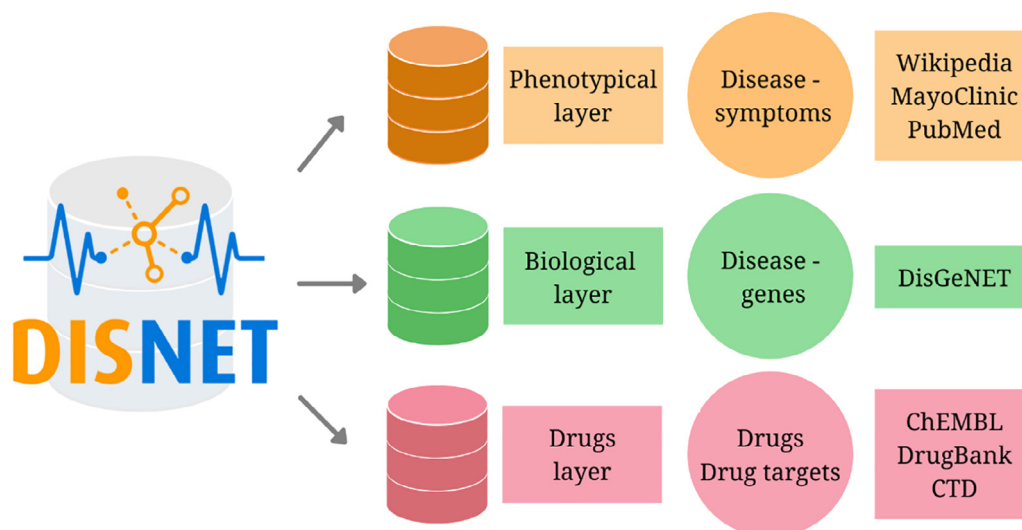 DISNET
Phenotypical
layer
Disease -
symptoms
Wikipedia
MayoClinic
PubMed
Biological
layer
Disease -
genes
DisGeNET
Drugs
layer
Drugs
Drug targets
ChEMBL
DrugBank
CTD